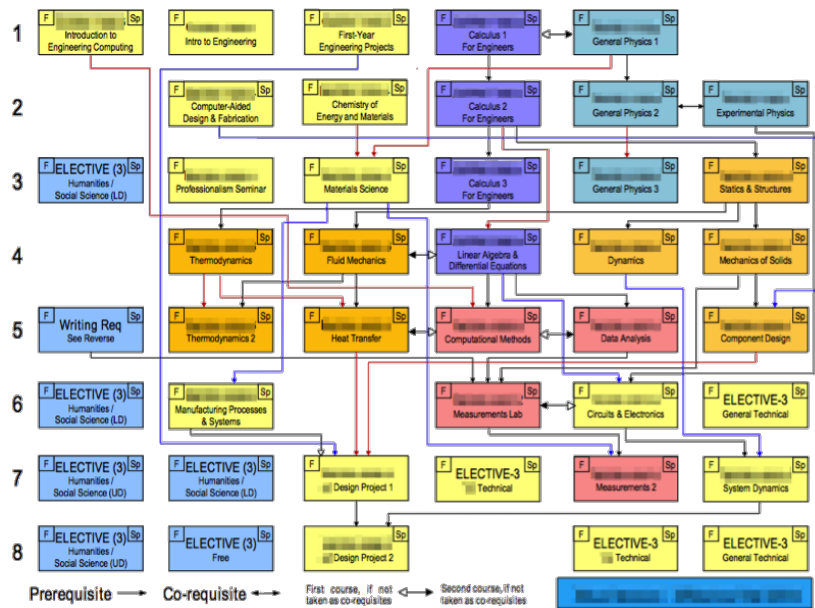 1
F Sp
Introduction to
Engineering Computing
F
Intro to Engineering
F Sp
First-Year
Engineering Projects
F Sp
Calculus 1
For Engineers
F Sp
General Physics 1
2
F Sp
Computer-Aided
Design & Fabrication
F Sp
Chemistry of
Energy and Materials
F Sp
Calculus 2
For Engineers
F Sp
General Physics 2
F Sp
Experimental Physics
3
F ELECTIVE (3) Sp
Humanities /
Social Science (LD)
F
Professionalism Seminar
F Sp
Materials Science
F Sp
Calculus 3
For Engineers
F
General Physics 3
F Sp
Statics & Structures
4
F Sp
Thermodynamics
F Sp
Fluid Mechanics
F Sp
Linear Algebra &
Differential Equations
F Sp
Dynamics
F Sp
Mechanics of Solids
5
F Sp
Writing Req
See Reverse
F Sp
Thermodynamics 2
F Sp
Heat Transfer
F Sp
Computational Methods
F Sp
Data Analysis
F Sp
Component Design
6
F ELECTIVE (3) Sp
Humanities /
Social Science (LD)
F Sp
Manufacturing Processes
& Systems
F Sp
Measurements Lab
F Sp
Circuits & Electronics
F Sp
ELECTIVE-3
General Technical
7
F ELECTIVE (3) Sp
Humanities /
Social Science (UD)
F ELECTIVE (3) Sp
Humanities /
Social Science (LD)
F
Design Project 1
F Sp
ELECTIVE-3
Technical
F Sp
Measurements 2
F Sp
System Dynamics
8
F ELECTIVE (3) Sp
Humanities /
Social Science (UD)
F ELECTIVE (3) Sp
Free
Sp
Design Project 2
F Sp
ELECTIVE-3
Technical
F Sp
ELECTIVE-3
General Technical
Prerequisite
Co-requisite
First course, if not
taken as co-requisites
Second course, if not
taken as co-requisites